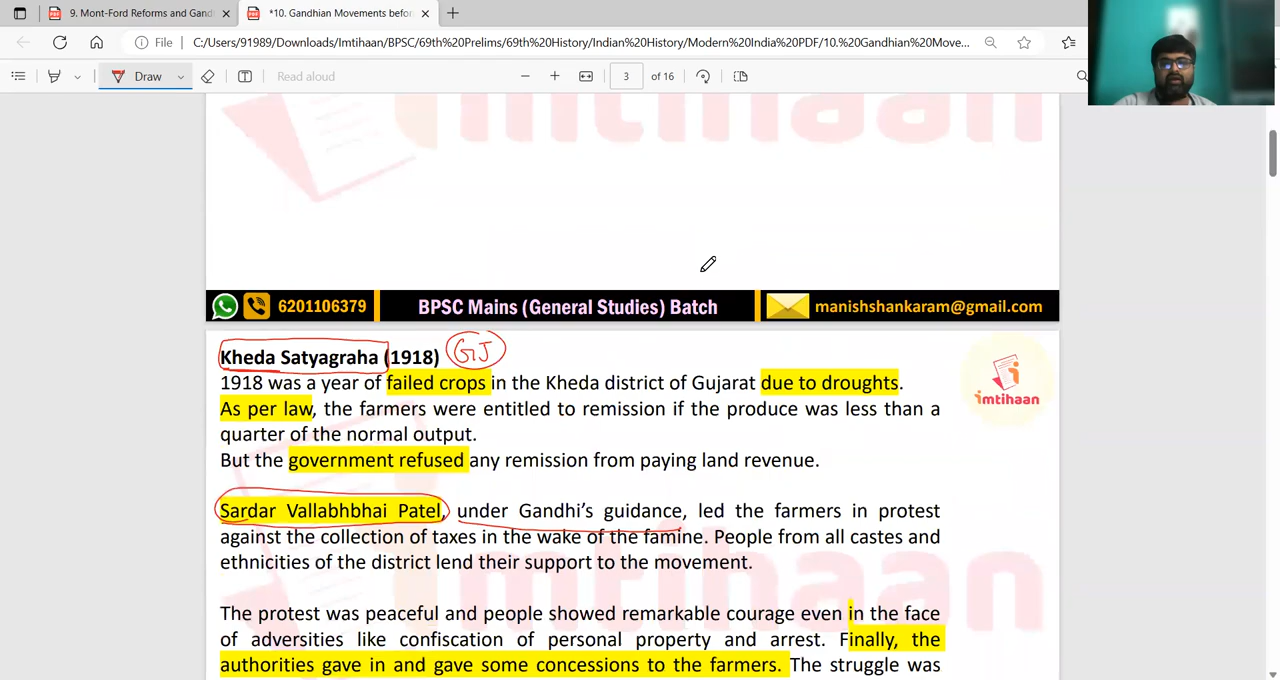 9. Mont-Ford Reforms and Gandh
*10. Gandhian Movements befor
File
C:/Users/91989/Downloads/Imtihaan/BPSC/69th%20Prelims/69th%20History/Indian%20History/Modern%20India%20PDF/10.%20Gandhian%20Move...
Draw
Read aloud
3 of 16
imtihaan
6201106379 BPSC Mains (General Studies) Batch manishshankaram@gmail.com
Kheda Satyagraha (1918) GJ
1918 was a year of failed crops in the Kheda district of Gujarat due to droughts.
imtihaan
As per law, the farmers were entitled to remission if the produce was less than a
quarter of the normal output.
But the government refused any remission from paying land revenue.
Sardar Vallabhbhai Patel, under Gandhi's guidance, led the farmers in protest
against the collection of taxes in the wake of the famine. People from all castes and
ethnicities of the district lend their support to the movement.
imtihaan
The protest was peaceful and people showed remarkable courage even in the face
of adversities like confiscation of personal property and arrest. Finally, the
authorities gave in and gave some concessions to the farmers. The struggle was